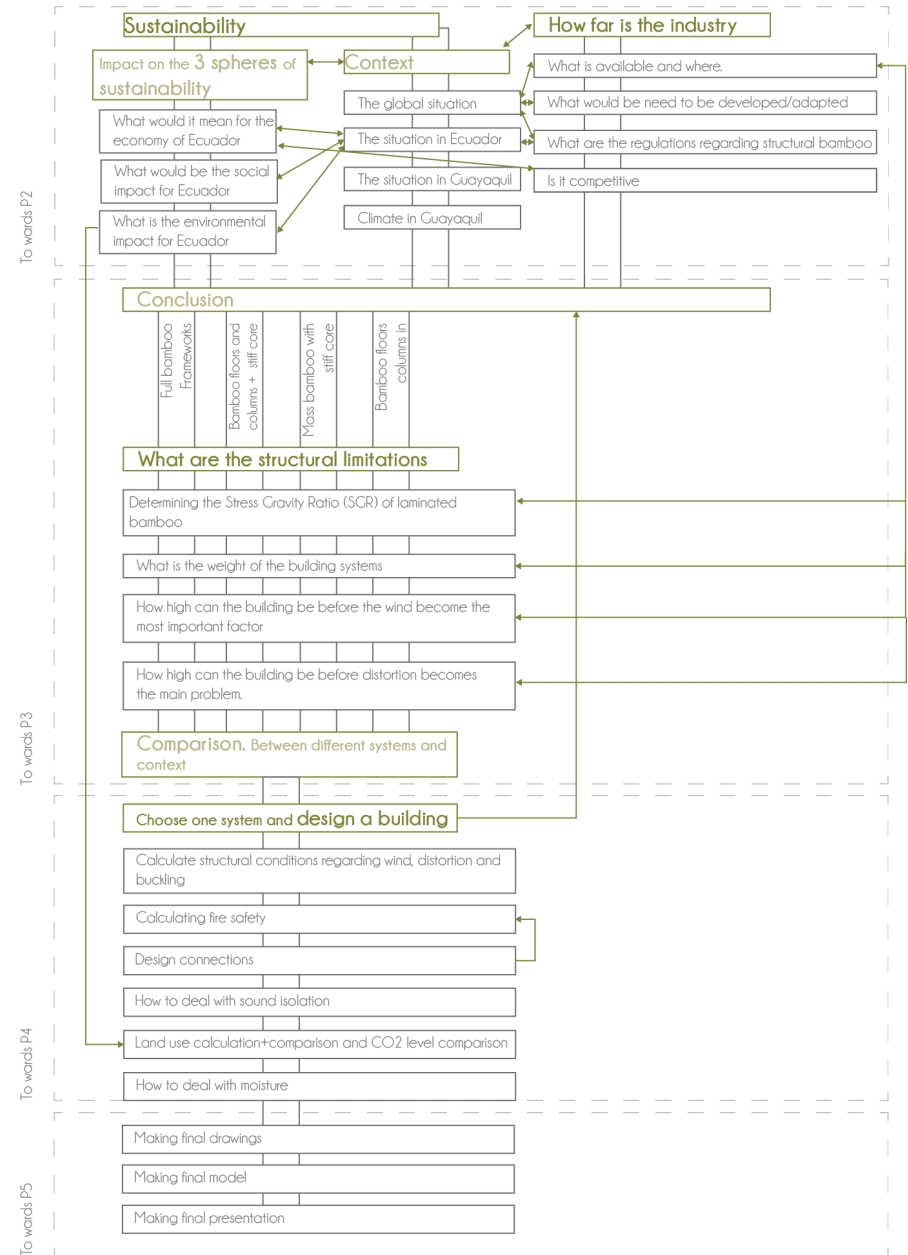 Sustainability
How far is the industry
Impact on the 3 spheres of
sustainability
Context
What is available and where.
The global situation
What would be need to be developed/adapted
What would it mean for the
economy of Ecuador
The situation in Ecuador
What are the regulations regarding structural bamboo
What would be the social
impact for Ecuador
The situation in Guayaquil
Is it competitive
What is the environmental
impact for Ecuador
Climate in Guayaquil
To wards P2
Conclusion
Full bamboo
Frameworks
Bamboo floors and
columns + stiff core
Mass bamboo with
stiff core
Bamboo floors
columns in
What are the structural limitations
Determining the Stress Gravity Ratio (SGR) of laminated
bamboo
What is the weight of the building systems
How high can the building be before the wind become the
most important factor
How high can the building be before distortion becomes
the main problem.
Comparison. Between different systems and
context
To wards P3
Choose one system and design a building
Calculate structural conditions regarding wind, distortion and
buckling
Calculating fire safety
Design connections
How to deal with sound isolation
Land use calculation+comparison and CO2 level comparison
How to deal with moisture
To wards P4
Making final drawings
Making final model
Making final presentation
To wards P5